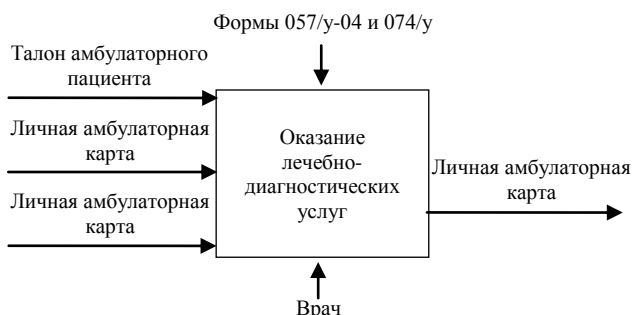 Формы 057/у-04 и 074/у
Талон амбулаторного
пациента
Личная амбулаторная
карта
Личная амбулаторная
карта
Оказание
лечебно-
диагностических
услуг
Личная амбулаторная
карта
Врач